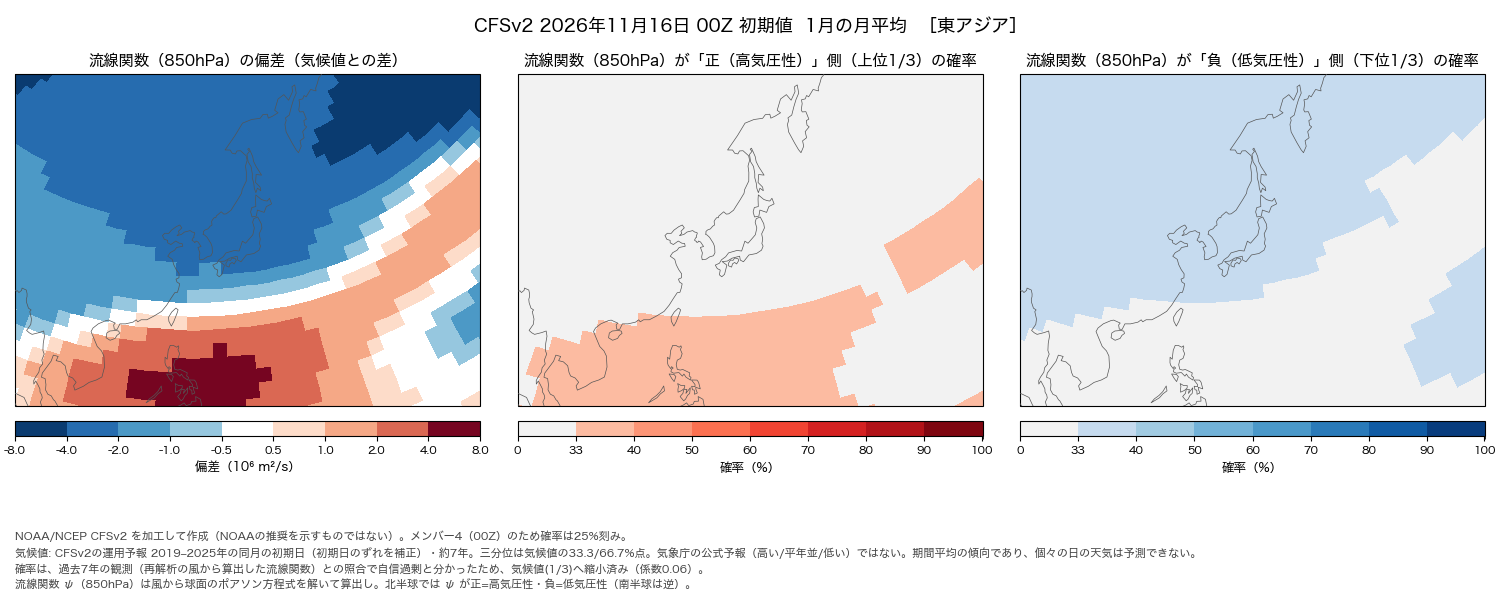 CFSv2 2026年11月16日 00Z 初期値 1月の月平均 ［東アジア］
流線関数（850hPa）の偏差（気候値との差）
流線関数（850hPa）が「正（高気圧性）」側（上位1/3）の確率
流線関数（850hPa）が「負（低気圧性）」側（下位1/3）の確率
-8.0 -4.0 -2.0 -1.0 -0.5 0.5 1.0 2.0 4.0 8.0
偏差（10⁶ m²/s）
0 33 40 50 60 70 80 90 100
確率（%）
0 33 40 50 60 70 80 90 100
確率（%）
NOAA/NCEP CFSv2 を加工して作成（NOAAの推奨を示すものではない）。メンバー4（00Z）のため確率は25%刻み。
気候値: CFSv2の運用予報 2019–2025年の同月の初期日（初期日のずれを補正）・約7年。三分位は気候値の33.3/66.7%点。気象庁の公式予報（高い/平年並/低い）ではない。期間平均の傾向であり、個々の日の天気は予測できない。
確率は、過去7年の観測（再解析の風から算出した流線関数）との照合で自信過剰と分かったため、気候値(1/3)へ縮小済み（係数0.06）。
流線関数 ψ（850hPa）は風から球面のポアソン方程式を解いて算出し。北半球では ψ が正=高気圧性・負=低気圧性（南半球は逆）。